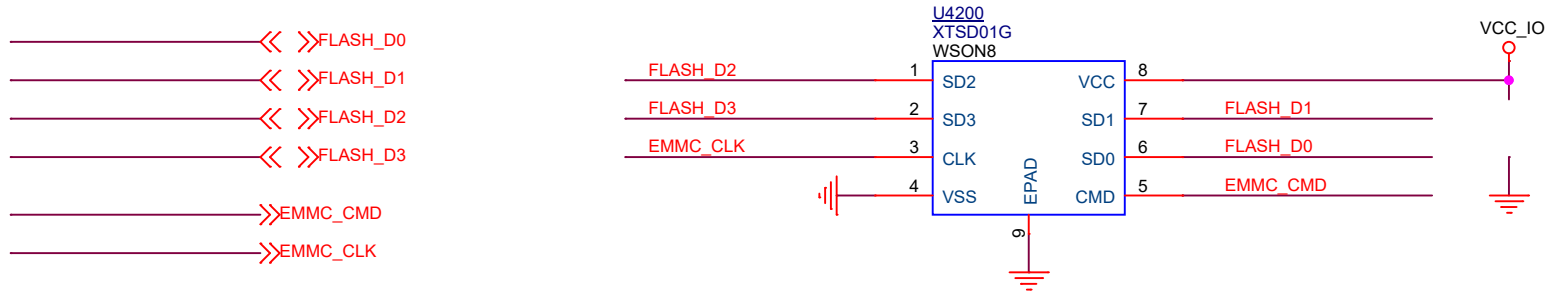 FLASH_D0
FLASH_D1
FLASH_D2
FLASH_D3
EMMC_CMD
EMMC_CLK
U4200
XTSD01G
WSON8
FLASH_D2 1 SD2
FLASH_D3 2 SD3
EMMC_CLK 3 CLK
4 VSS
EPAD
9
VCC 8
SD1 7 FLASH_D1
SD0 6 FLASH_D0
CMD 5 EMMC_CMD
VCC_IO